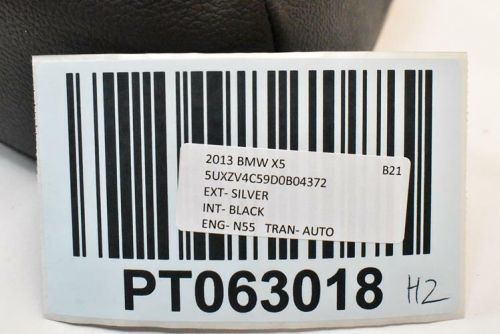 2013 BMW X5 B21
5UXZV4C59D0B04372
EXT- SILVER
INT- BLACK
ENG- N55 TRAN- AUTO
PT063018 H2